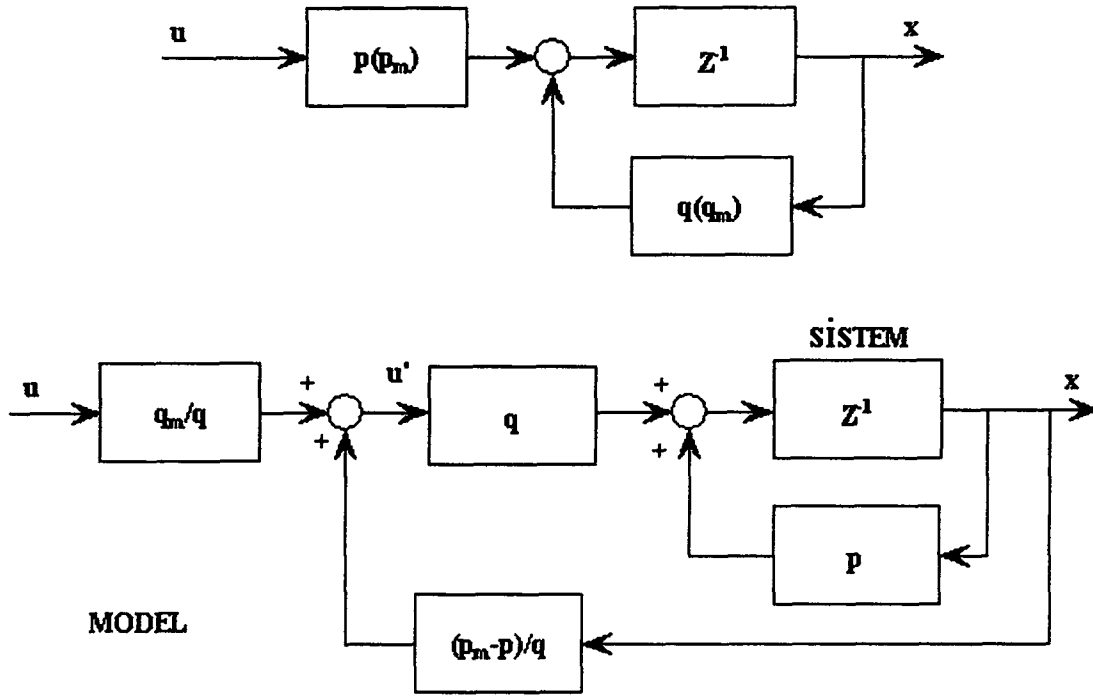 u
x
p(pₘ)
Z⁻¹
q(qₘ)
SİSTEM
u
qₘ/q
+
+
u'
q
+
+
Z⁻¹
x
p
MODEL
(pₘ-p)/q